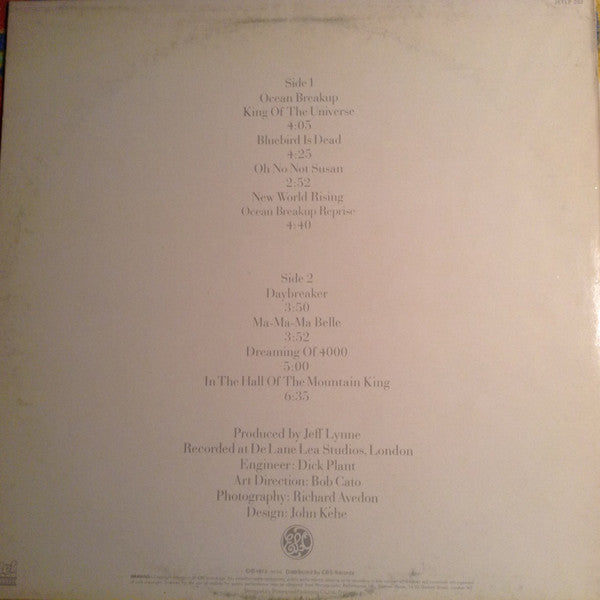 Side 1
Ocean Breakup
King Of The Universe
4:05
Bluebird Is Dead
4:25
Oh No Not Susan
2:52
New World Rising
Ocean Breakup Reprise
4:40
Side 2
Daybreaker
3:50
Ma-Ma-Ma Belle
3:52
Dreaming Of 4000
5:00
In The Hall Of The Mountain King
6:35
Produced by Jeff Lynne
Recorded at De Lane Lea Studios, London
Engineer: Dick Plant
Art Direction: Bob Cato
Photography: Richard Avedon
Design: John Kehe
Distributed by CBS Records